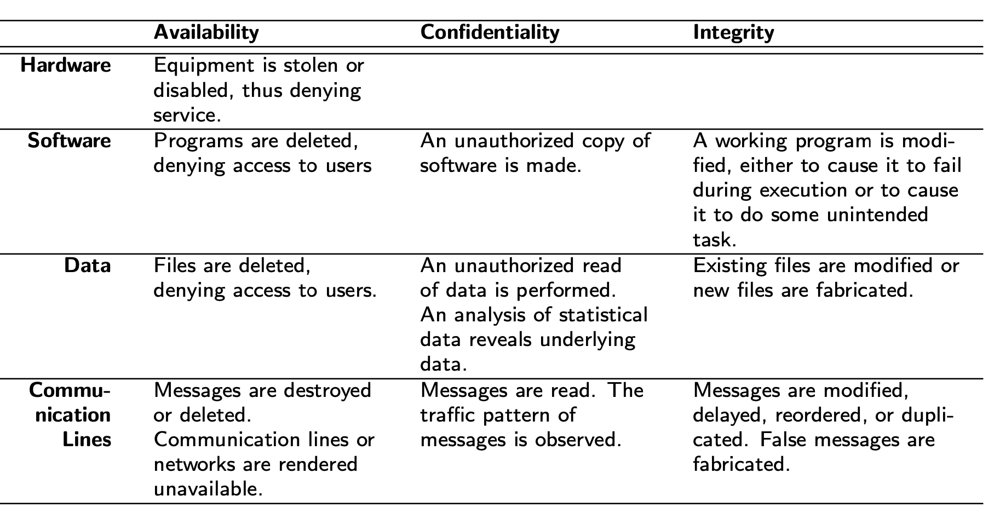 Availability Confidentiality Integrity
Hardware Equipment is stolen or
disabled, thus denying
service.
Software Programs are deleted, An unauthorized copy of A working program is modi-
denying access to users software is made. fied, either to cause it to fail
during execution or to cause
it to do some unintended
task.
Data Files are deleted, An unauthorized read Existing files are modified or
denying access to users. of data is performed. new files are fabricated.
An analysis of statistical
data reveals underlying
data.
Commu- Messages are destroyed Messages are read. The Messages are modified,
nication or deleted. traffic pattern of delayed, reordered, or dupli-
Lines Communication lines or messages is observed. cated. False messages are
networks are rendered fabricated.
unavailable.